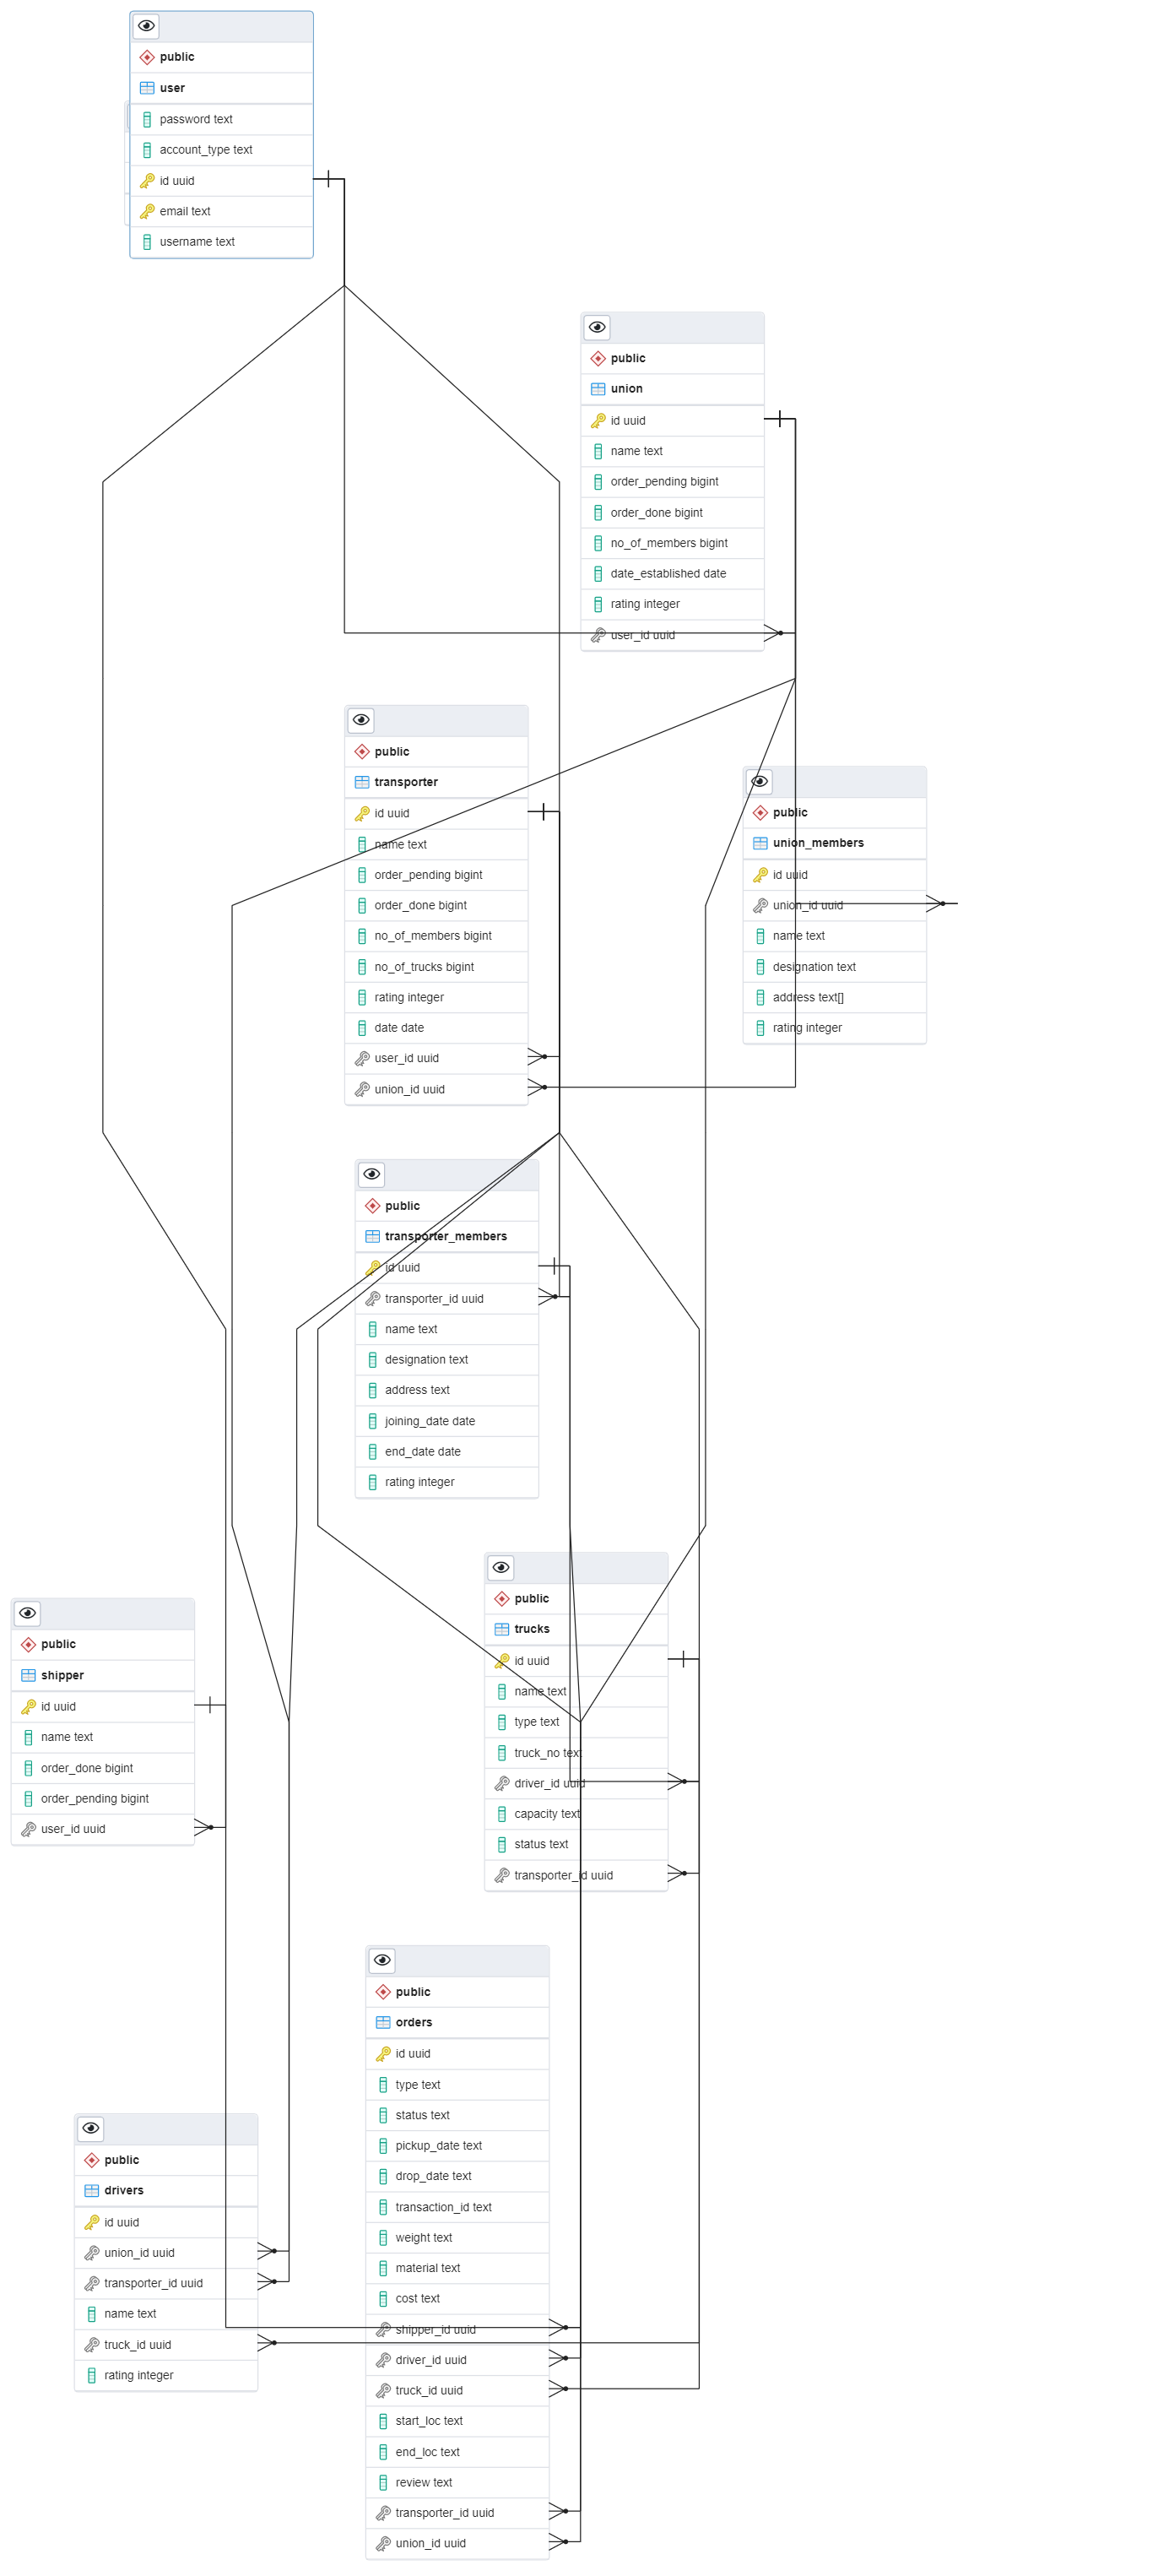 public
user
password text
account_type text
id uuid
email text
username text
public
union
id uuid
name text
order_pending bigint
order_done bigint
no_of_members bigint
date_established date
rating integer
user_id uuid
public
transporter
id uuid
name text
order_pending bigint
order_done bigint
no_of_members bigint
no_of_trucks bigint
rating integer
date date
user_id uuid
union_id uuid
public
union_members
id uuid
union_id uuid
name text
designation text
address text[]
rating integer
public
transporter_members
id uuid
transporter_id uuid
name text
designation text
address text
joining_date date
end_date date
rating integer
public
trucks
id uuid
name text
type text
truck_no text
driver_id uuid
capacity text
status text
transporter_id uuid
public
shipper
id uuid
name text
order_done bigint
order_pending bigint
user_id uuid
public
orders
id uuid
type text
status text
pickup_date text
drop_date text
transaction_id text
weight text
material text
cost text
shipper_id uuid
driver_id uuid
truck_id uuid
start_loc text
end_loc text
review text
transporter_id uuid
union_id uuid
public
drivers
id uuid
union_id uuid
transporter_id uuid
name text
truck_id uuid
rating integer